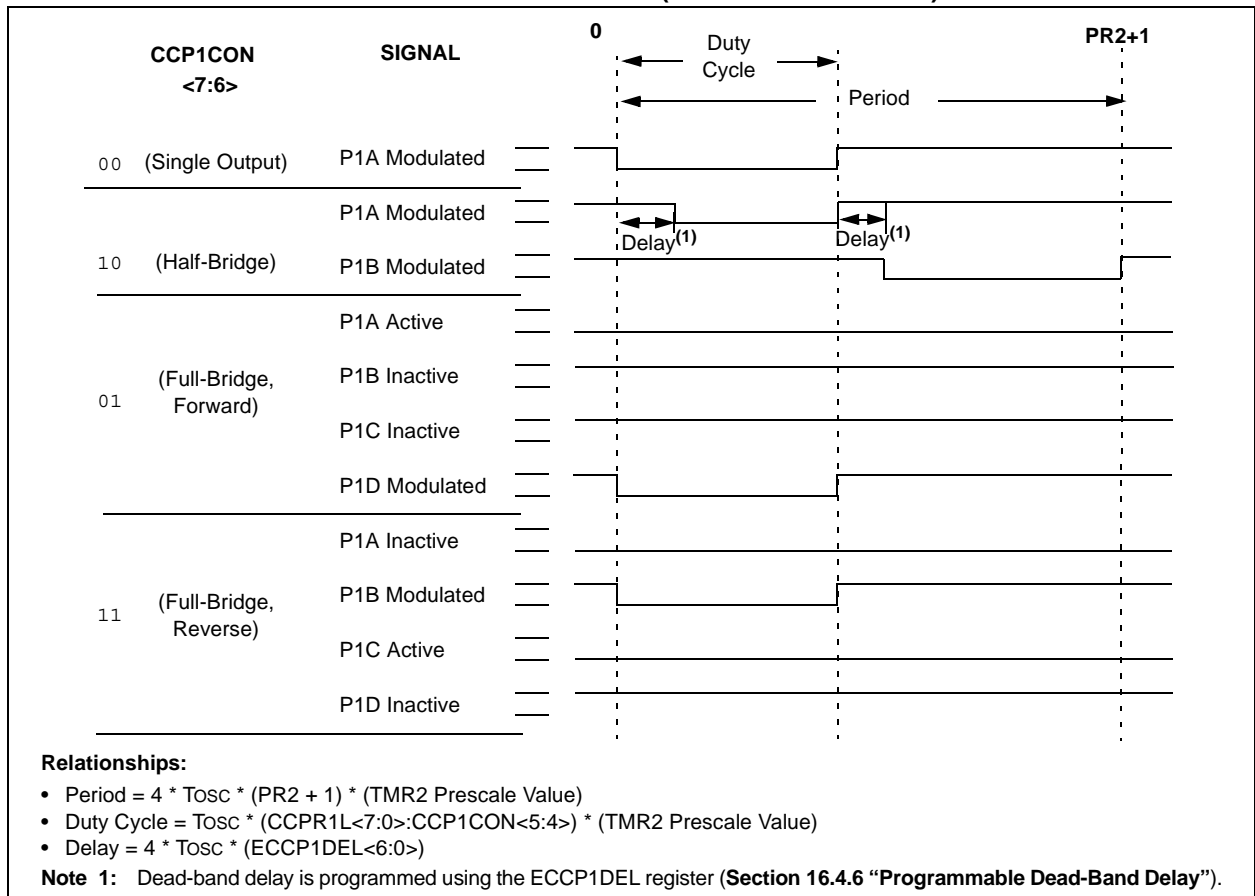 0 Duty Cycle PR2+1
CCP1CON <7:6> SIGNAL
Period
00 (Single Output) P1A Modulated
P1A Modulated
Delay(1) Delay(1)
10 (Half-Bridge) P1B Modulated
P1A Active
(Full-Bridge, P1B Inactive
01 Forward)
P1C Inactive
P1D Modulated
P1A Inactive
(Full-Bridge, P1B Modulated
11 Reverse)
P1C Active
P1D Inactive
Relationships:
• Period = 4 * TOSC * (PR2 + 1) * (TMR2 Prescale Value)
• Duty Cycle = TOSC * (CCPR1L<7:0>:CCP1CON<5:4>) * (TMR2 Prescale Value)
• Delay = 4 * TOSC * (ECCP1DEL<6:0>)
Note 1: Dead-band delay is programmed using the ECCP1DEL register (Section 16.4.6 “Programmable Dead-Band Delay”).